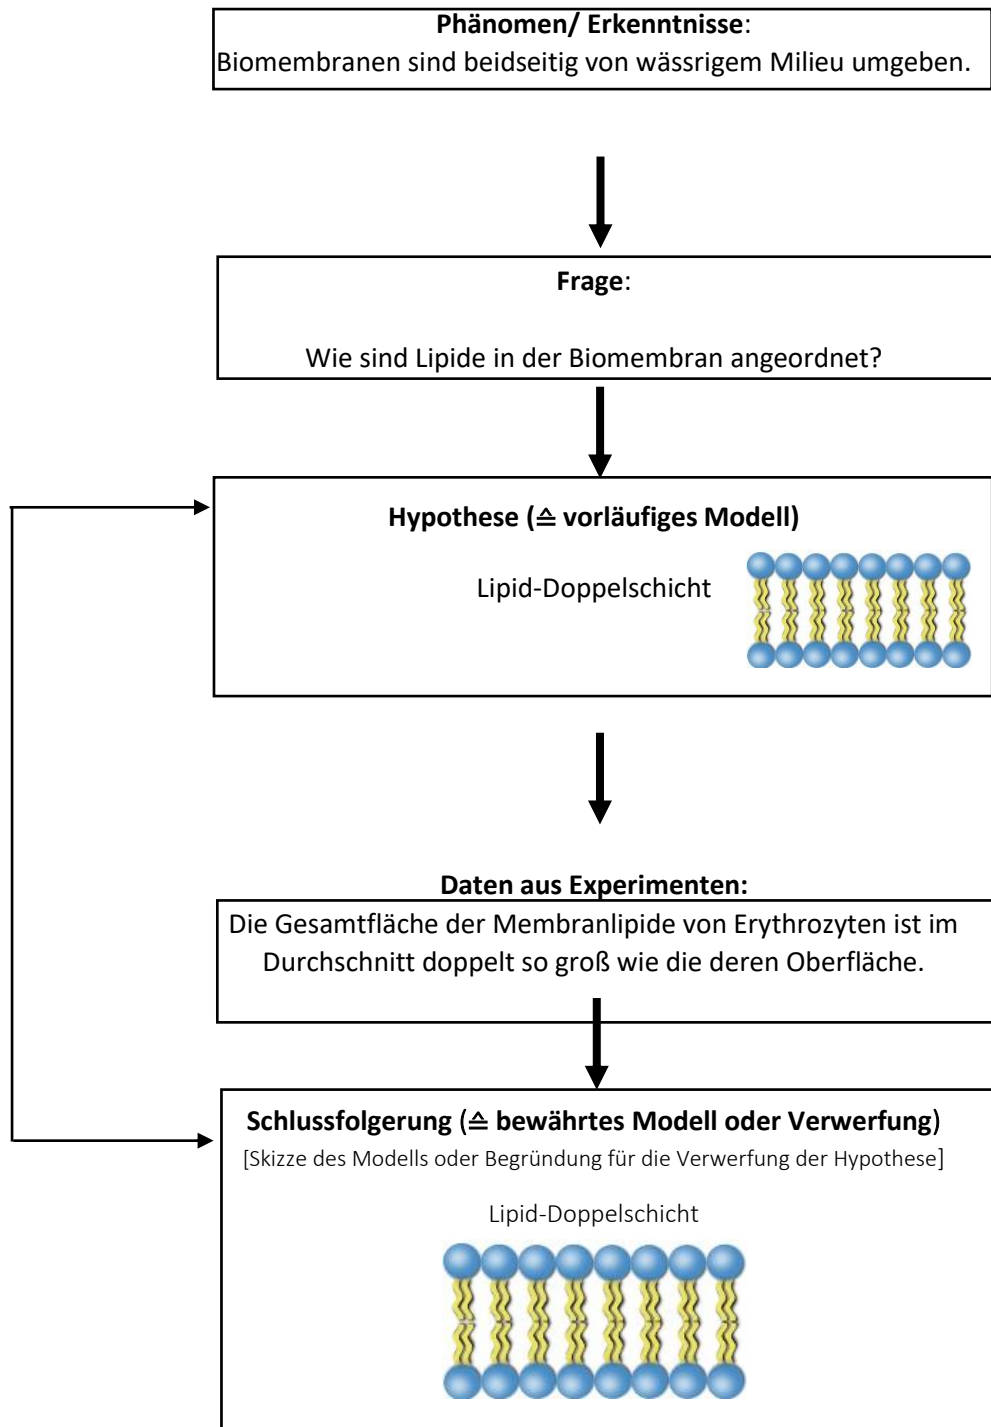 Phänomen/ Erkenntnisse:
Biomembranen sind beidseitig von wässrigem Milieu umgeben.
Frage:
Wie sind Lipide in der Biomembran angeordnet?
Hypothese (≙ vorläufiges Modell)
Lipid-Doppelschicht
Daten aus Experimenten:
Die Gesamtfläche der Membranlipide von Erythrozyten ist im
Durchschnitt doppelt so groß wie die deren Oberfläche.
Schlussfolgerung (≙ bewährtes Modell oder Verwerfung)
[Skizze des Modells oder Begründung für die Verwerfung der Hypothese]
Lipid-Doppelschicht